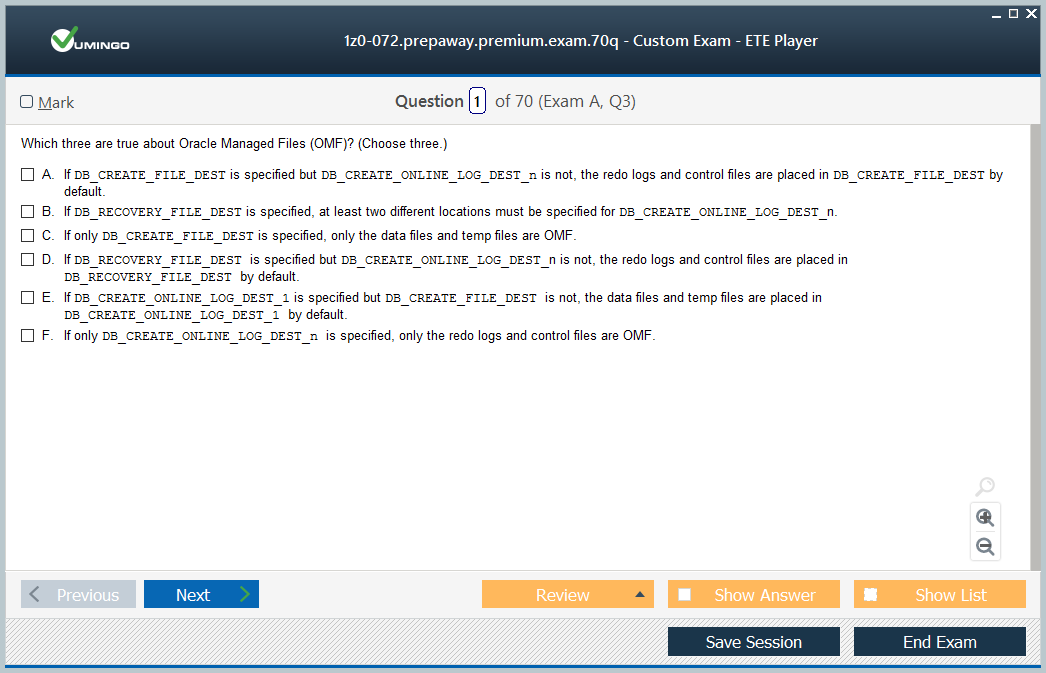 VUMINGO
1z0-072.prepaway.premium.exam.70q - Custom Exam - ETE Player
Mark
Question 1 of 70 (Exam A, Q3)
Which three are true about Oracle Managed Files (OMF)? (Choose three.)
A. If DB_CREATE_FILE_DEST is specified but DB_CREATE_ONLINE_LOG_DEST_n is not, the redo logs and control files are placed in DB_CREATE_FILE_DEST by
default.
B. If DB_RECOVERY_FILE_DEST is specified, at least two different locations must be specified for DB_CREATE_ONLINE_LOG_DEST_n.
C. If only DB_CREATE_FILE_DEST is specified, only the data files and temp files are OMF.
D. If DB_RECOVERY_FILE_DEST is specified but DB_CREATE_ONLINE_LOG_DEST_n is not, the redo logs and control files are placed in
DB_RECOVERY_FILE_DEST by default.
E. If DB_CREATE_ONLINE_LOG_DEST_1 is specified but DB_CREATE_FILE_DEST is not, the data files and temp files are placed in
DB_CREATE_ONLINE_LOG_DEST_1 by default.
F. If only DB_CREATE_ONLINE_LOG_DEST_n is specified, only the redo logs and control files are OMF.
Previous
Next
Review
Show Answer
Show List
Save Session
End Exam